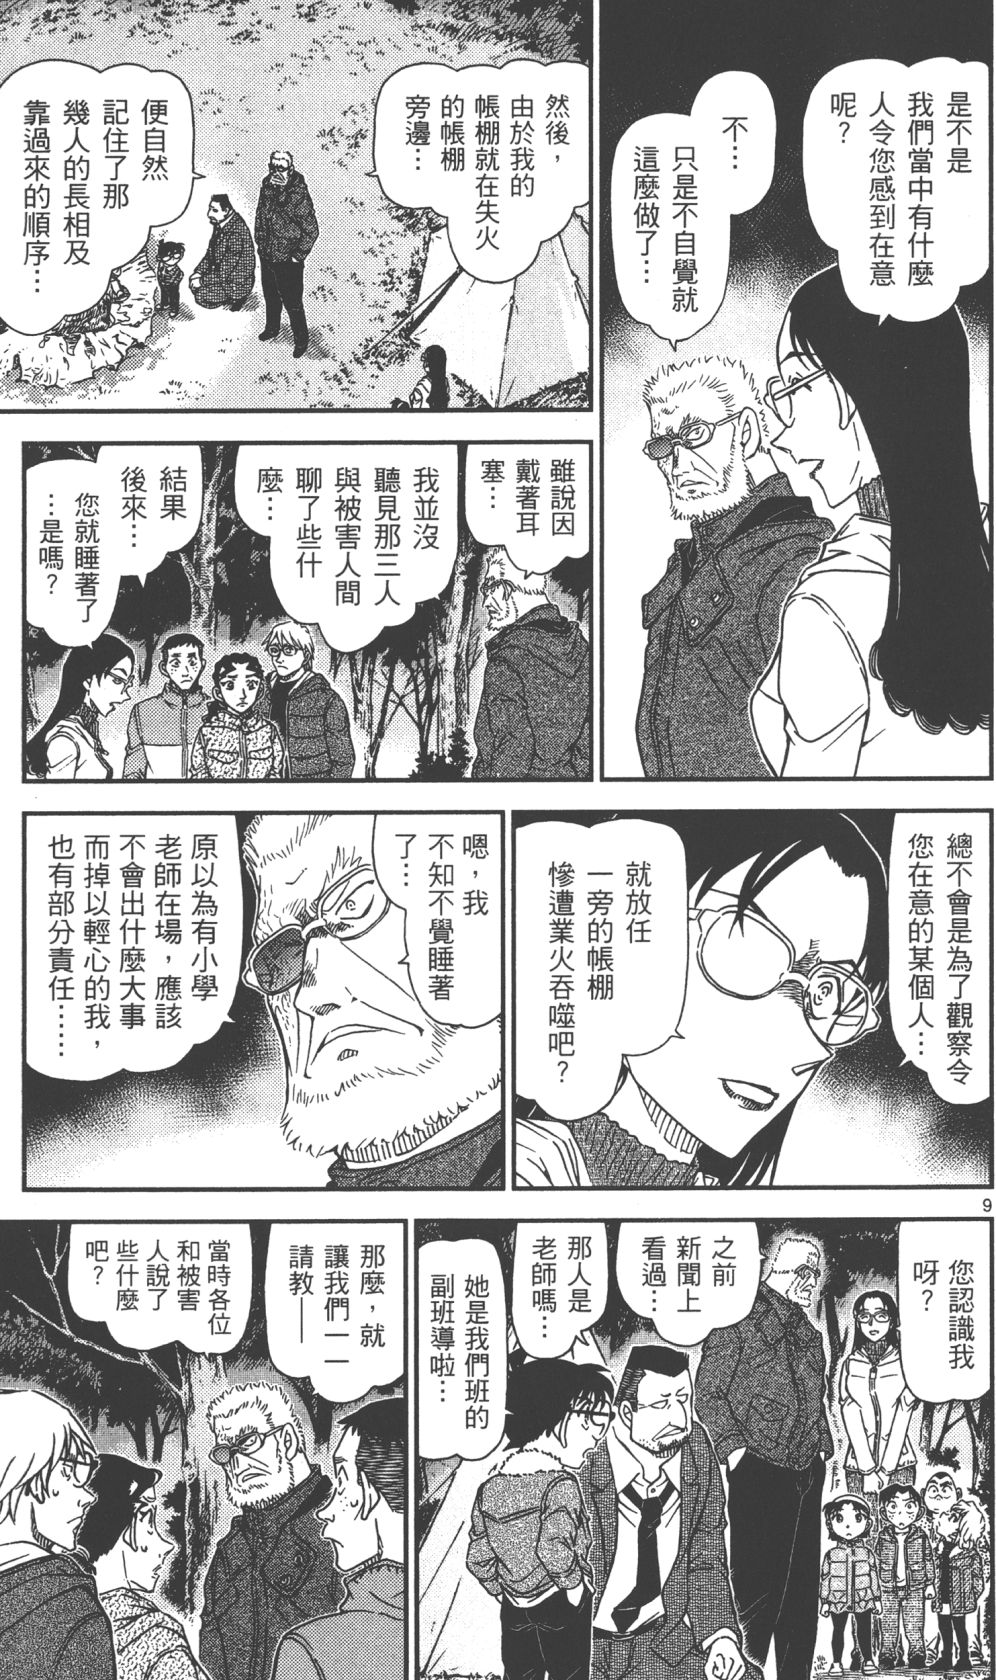 是不是
我們當中有什麼
人令您感到在意
呢？
不…
只是不自覺就
這麼做了…
然後，
由於我的
帳棚就在失火
的帳棚
旁邊…
便自然
記住了那
幾人的長相及
靠過來的順序…
雖說因
戴著耳
塞…
我並沒
聽見那三人
與被害人間
聊了些什
麼…
結果
後來…
您就睡著了
…是嗎？
總不會是為了觀察令
您在意的某個人…
就放任
一旁的帳棚
慘遭業火吞噬吧？
嗯，我
不知不覺睡著
了…
原以為有小學
老師在場，應該
不會出什麼大事
而掉以輕心的我，
也有部分責任……
9
您認識我
呀？
之前
新聞上
看過…
那人是
老師嗎…
她是我們班的
副班導啦…
那麼，就
讓我們一一
請教──
當時各位
和被害
人說了
些什麼
吧？